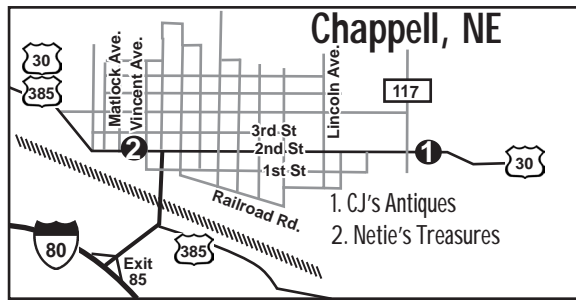 Chappell, NE
30
385
Matlock Ave.
Vincent Ave.
Lincoln Ave.
117
3rd St
2nd St
1st St
2
1
30
Railroad Rd.
1. CJ's Antiques
2. Netie's Treasures
80
Exit
85
385